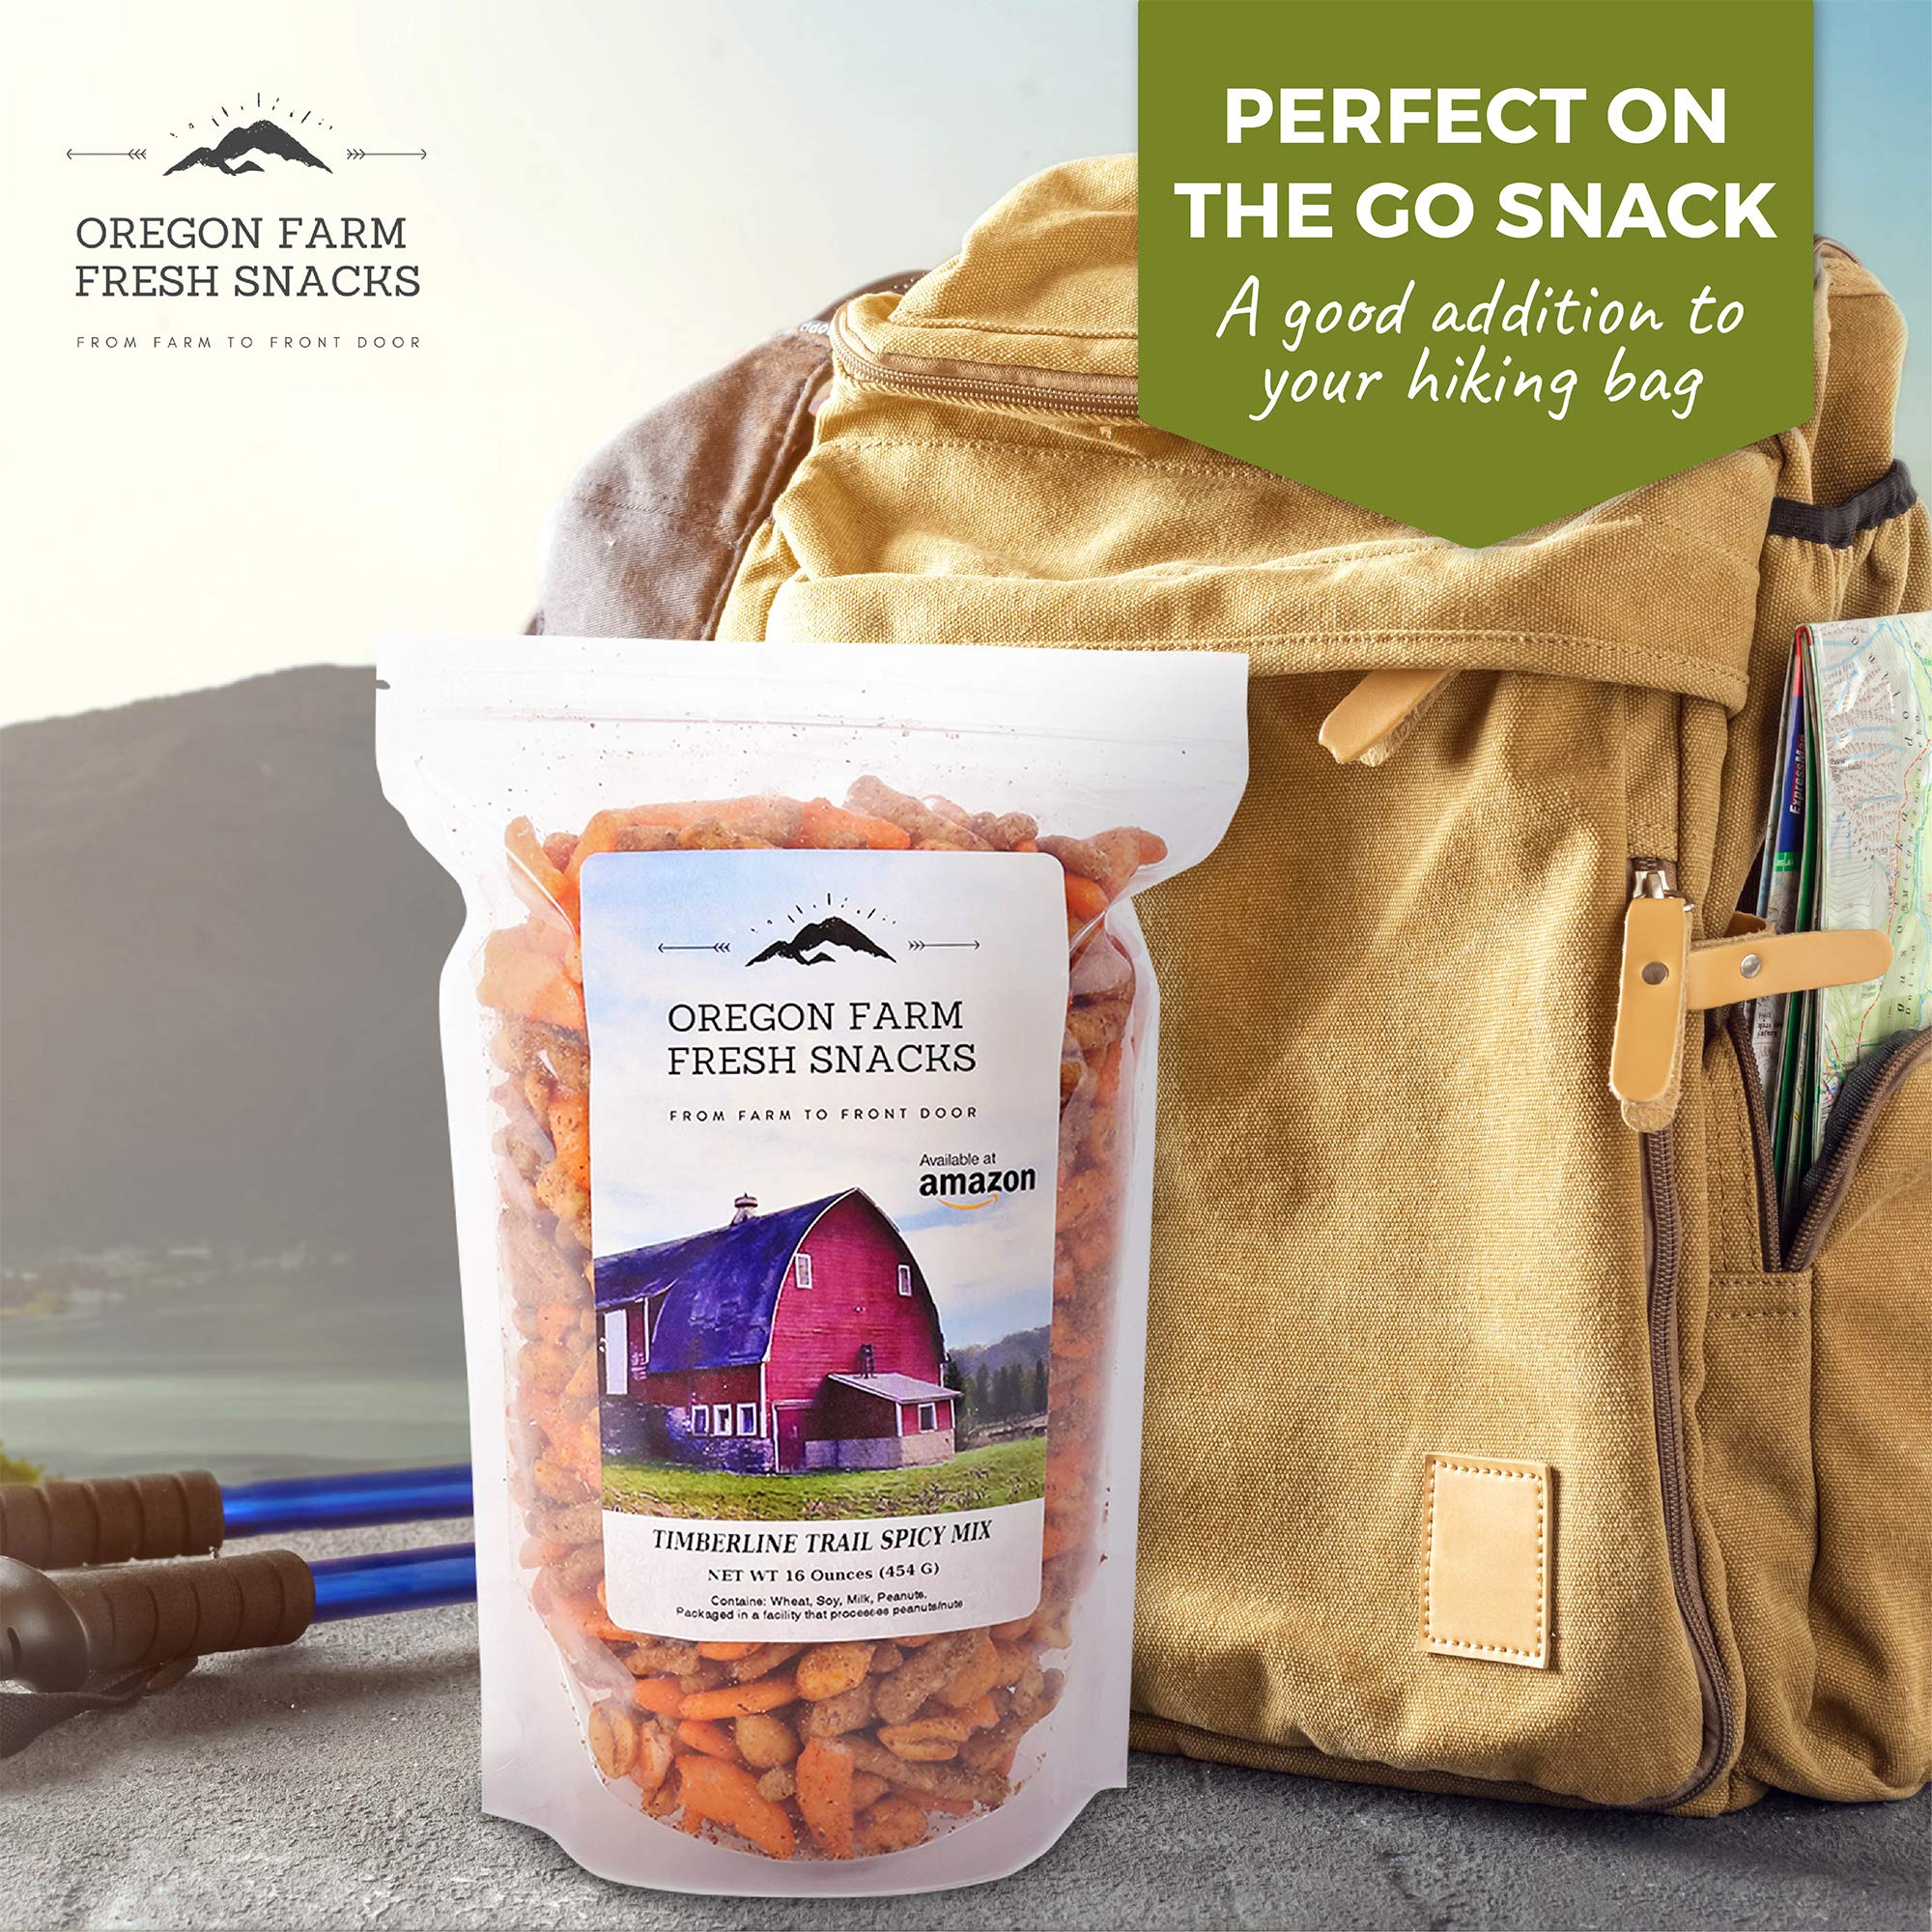 OREGON FARM
FRESH SNACKS
FROM FARM TO FRONT DOOR
PERFECT ON
THE GO SNACK
A good addition to
your hiking bag
OREGON FARM
FRESH SNACKS
FROM FARM TO FRONT DOOR
Available at
amazon
TIMBERLINE TRAIL SPICY MIX
NET WT 16 Ounces (454 G)
Contains: Wheat, Soy, Milk, Peanuts.
Packaged in a facility that processes peanuts/nuts
ExpressMap